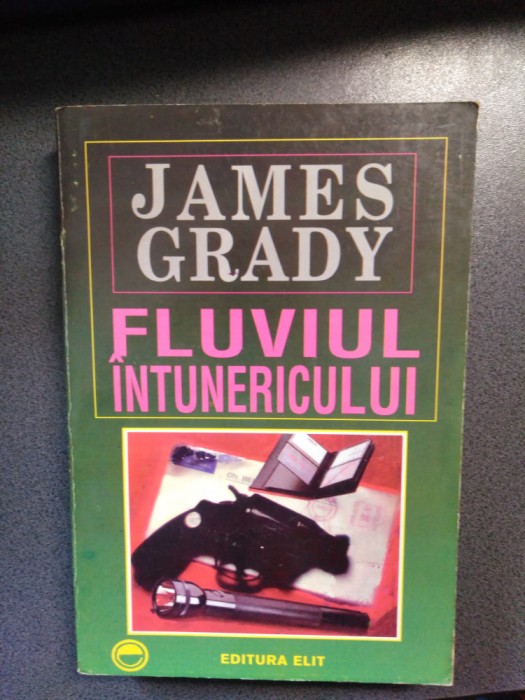 JAMES
GRADY
FLUVIUL
ÎNTUNERICULUI
EDITURA ELIT